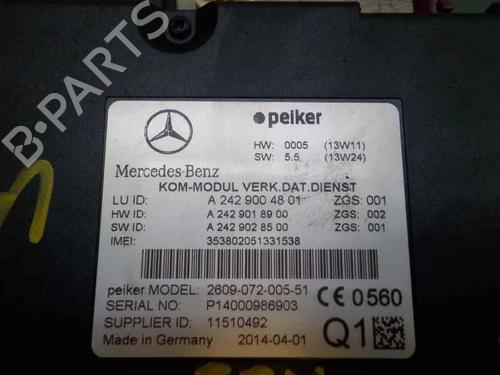 peiker
HW: 0005 (13W11)
SW: 5.5 (13W24)
Mercedes-Benz
KOM-MODUL VERK.DAT.DIENST
LU ID: A 242 900 48 01 ZGS: 001
HW ID: A 242 901 89 00 ZGS: 002
SW ID: A 242 902 85 00 ZGS: 001
IMEI: 353802051331538
peiker MODEL: 2609-072-005-51
SERIAL NO: P14000986903
CE 0560
SUPPLIER ID: 11510492
Made in Germany 2014-04-01
Q1
B-PARTS